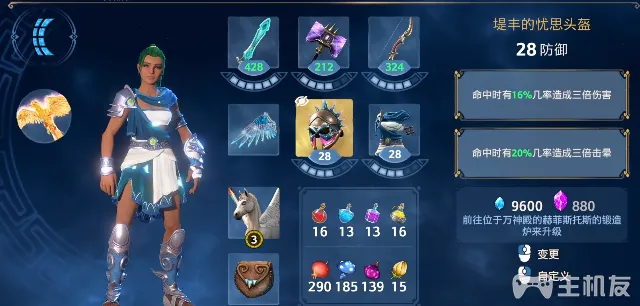 堤丰的忧思头盔
28 防御
428
212
324
命中时有16%几率造成三倍伤害
28
28
命中时有20%几率造成三倍击晕
3
16
13
13
16
290
185
139
15
9600
880
前往位于万神殿的赫菲斯托斯的锻造
炉来升级
变更
自定义
主机友